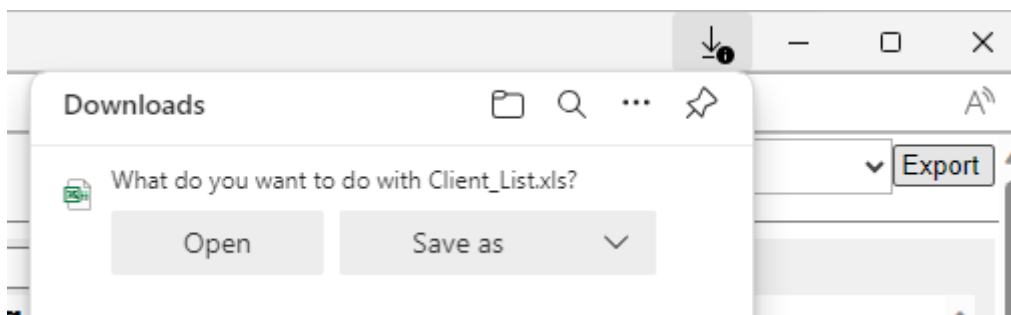 Downloads
What do you want to do with Client_List.xls?
Export
Open
Save as